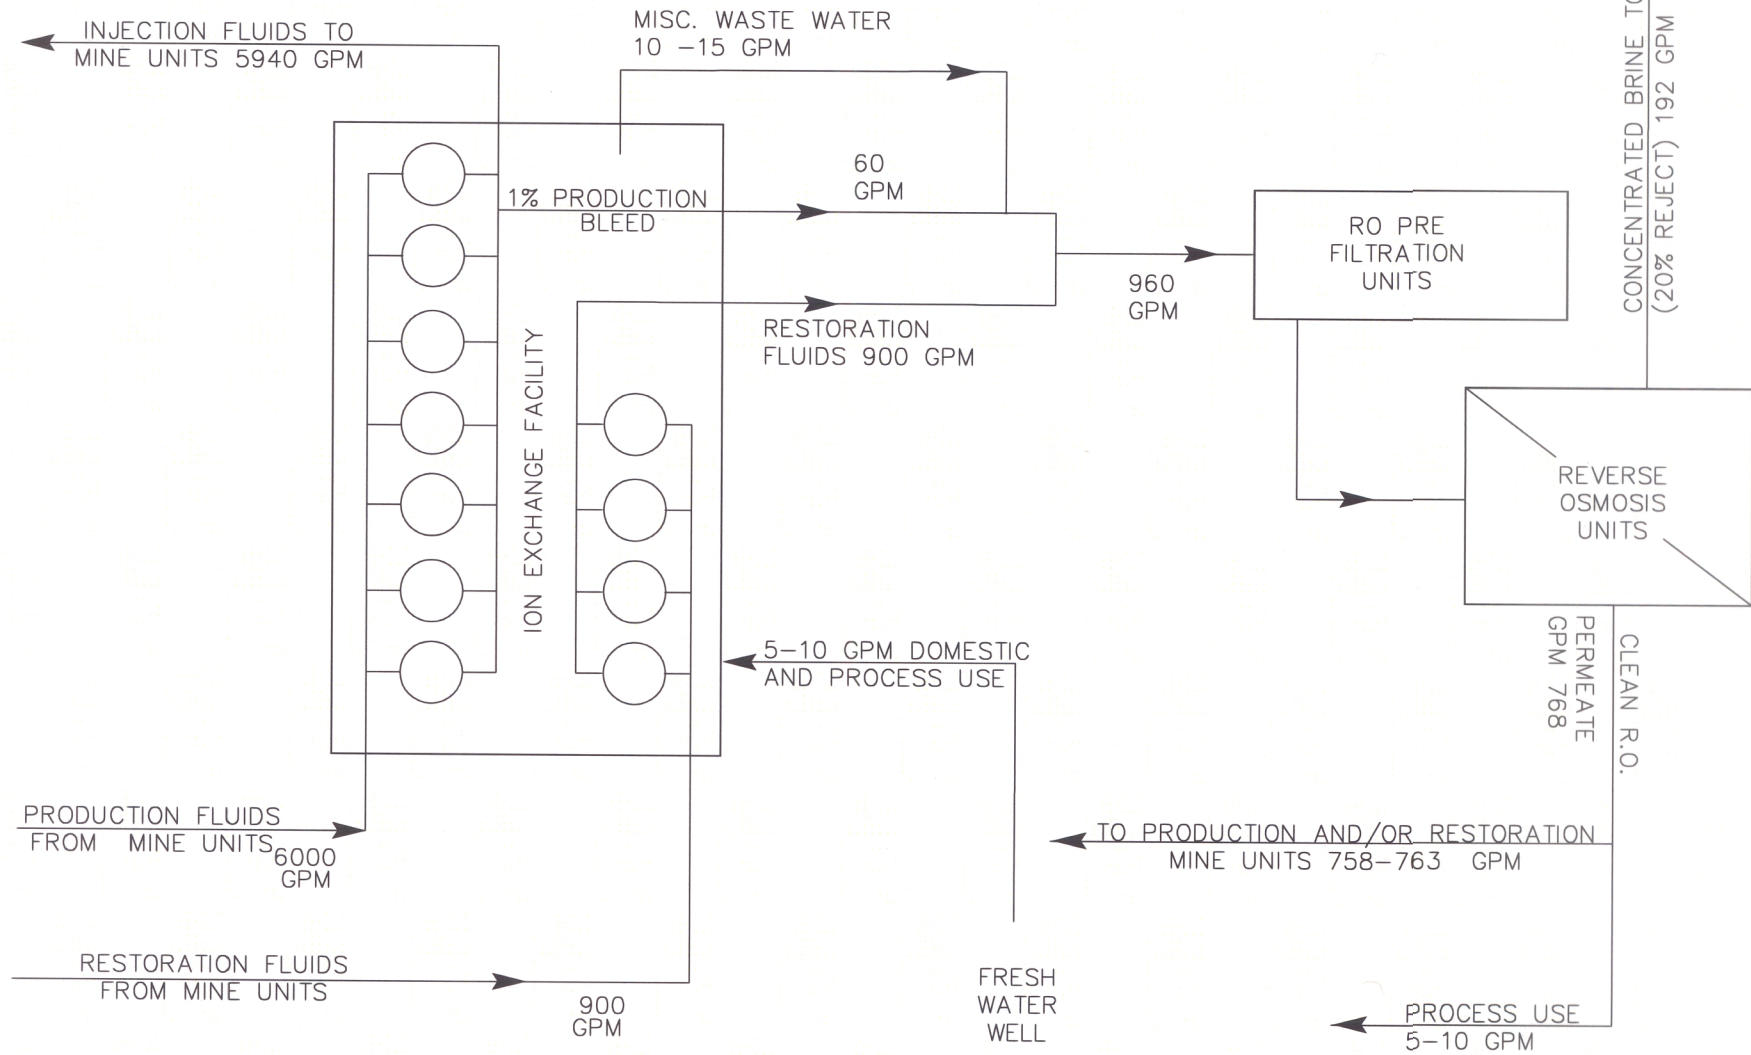 INJECTION FLUIDS TO
MINE UNITS 5940 GPM
MISC. WASTE WATER
10 -15 GPM
CONCENTRATED BRINE TO
(20% REJECT) 192 GPM
60
GPM
1% PRODUCTION
BLEED
RO PRE
FILTRATION
UNITS
960
GPM
RESTORATION
FLUIDS 900 GPM
ION EXCHANGE FACILITY
REVERSE
OSMOSIS
UNITS
5-10 GPM DOMESTIC
AND PROCESS USE
CLEAN R.O.
PERMEATE
GPM 768
PRODUCTION FLUIDS
FROM MINE UNITS
6000
GPM
TO PRODUCTION AND/OR RESTORATION
MINE UNITS 758-763 GPM
RESTORATION FLUIDS
FROM MINE UNITS
900
GPM
FRESH
WATER
WELL
PROCESS USE
5-10 GPM